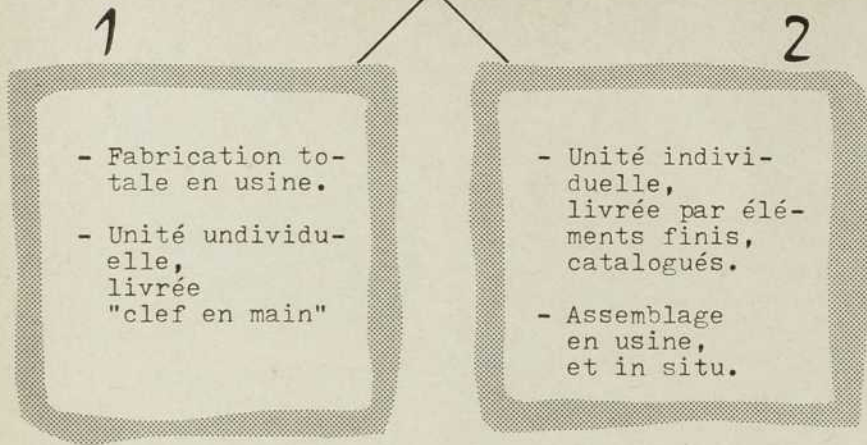 1
- Fabrication to-
tale en usine.
- Unité undividu-
elle,
livrée
"clef en main"
2
- Unité indivi-
duelle,
livrée par élé-
ments finis,
catalogués.
- Assemblage
en usine,
et in situ.